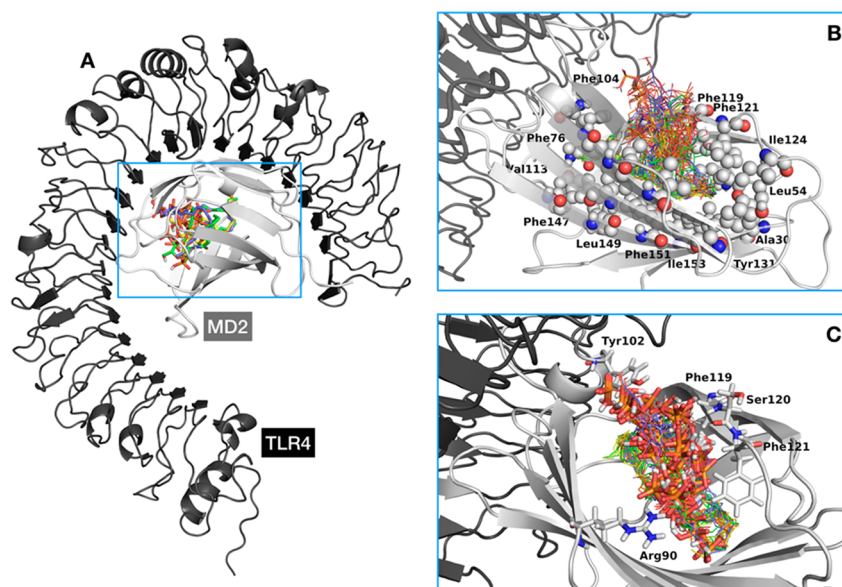 A
MD2
TLR4
B
Phe104
Phe119
Phe121
Phe76
Ile124
Val113
Leu54
Phe147
Leu149
Ala30
Phe151
Ile153
Tyr131
C
Tyr102
Phe119
Ser120
Phe121
Arg90